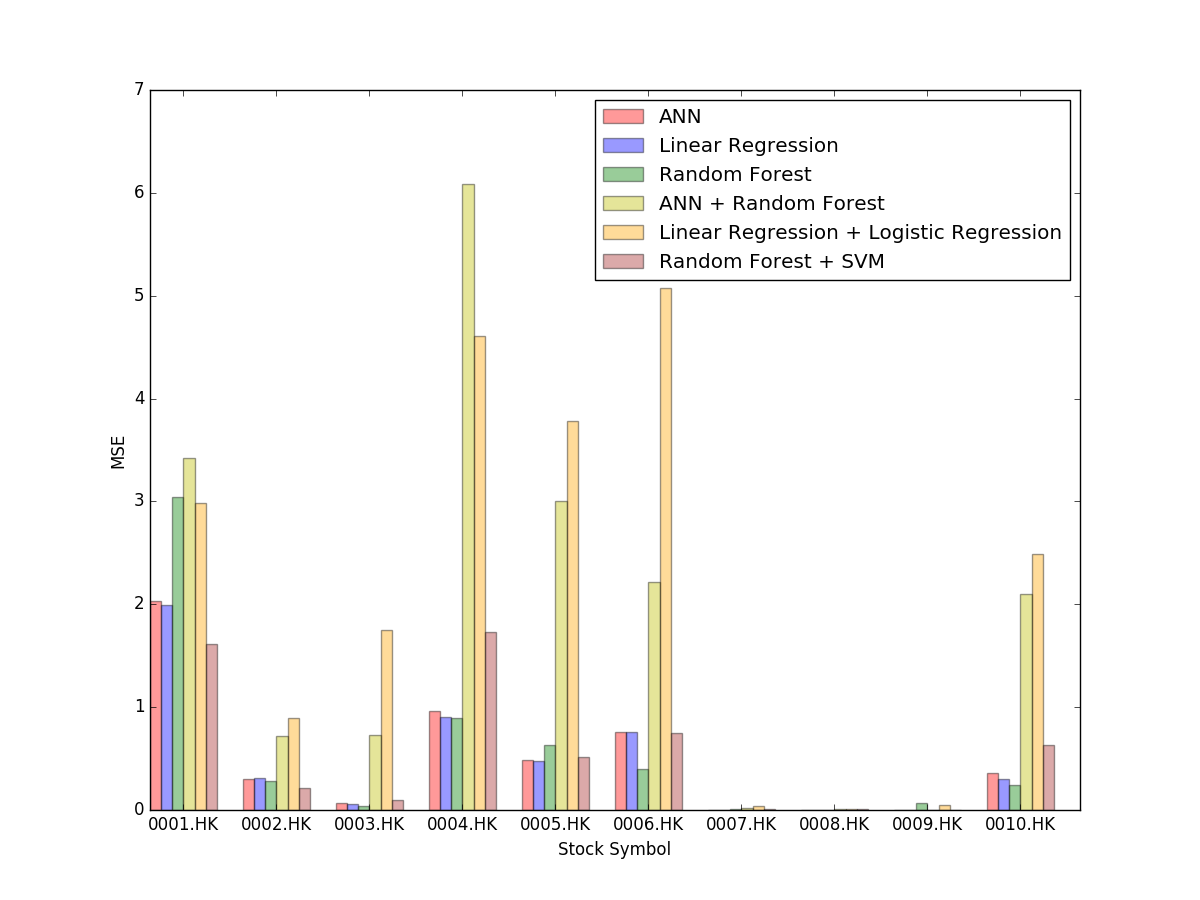 7
6
5
4
3
2
1
0
MSE
ANN
Linear Regression
Random Forest
ANN + Random Forest
Linear Regression + Logistic Regression
Random Forest + SVM
0001.HK 0002.HK 0003.HK 0004.HK 0005.HK 0006.HK 0007.HK 0008.HK 0009.HK 0010.HK
Stock Symbol